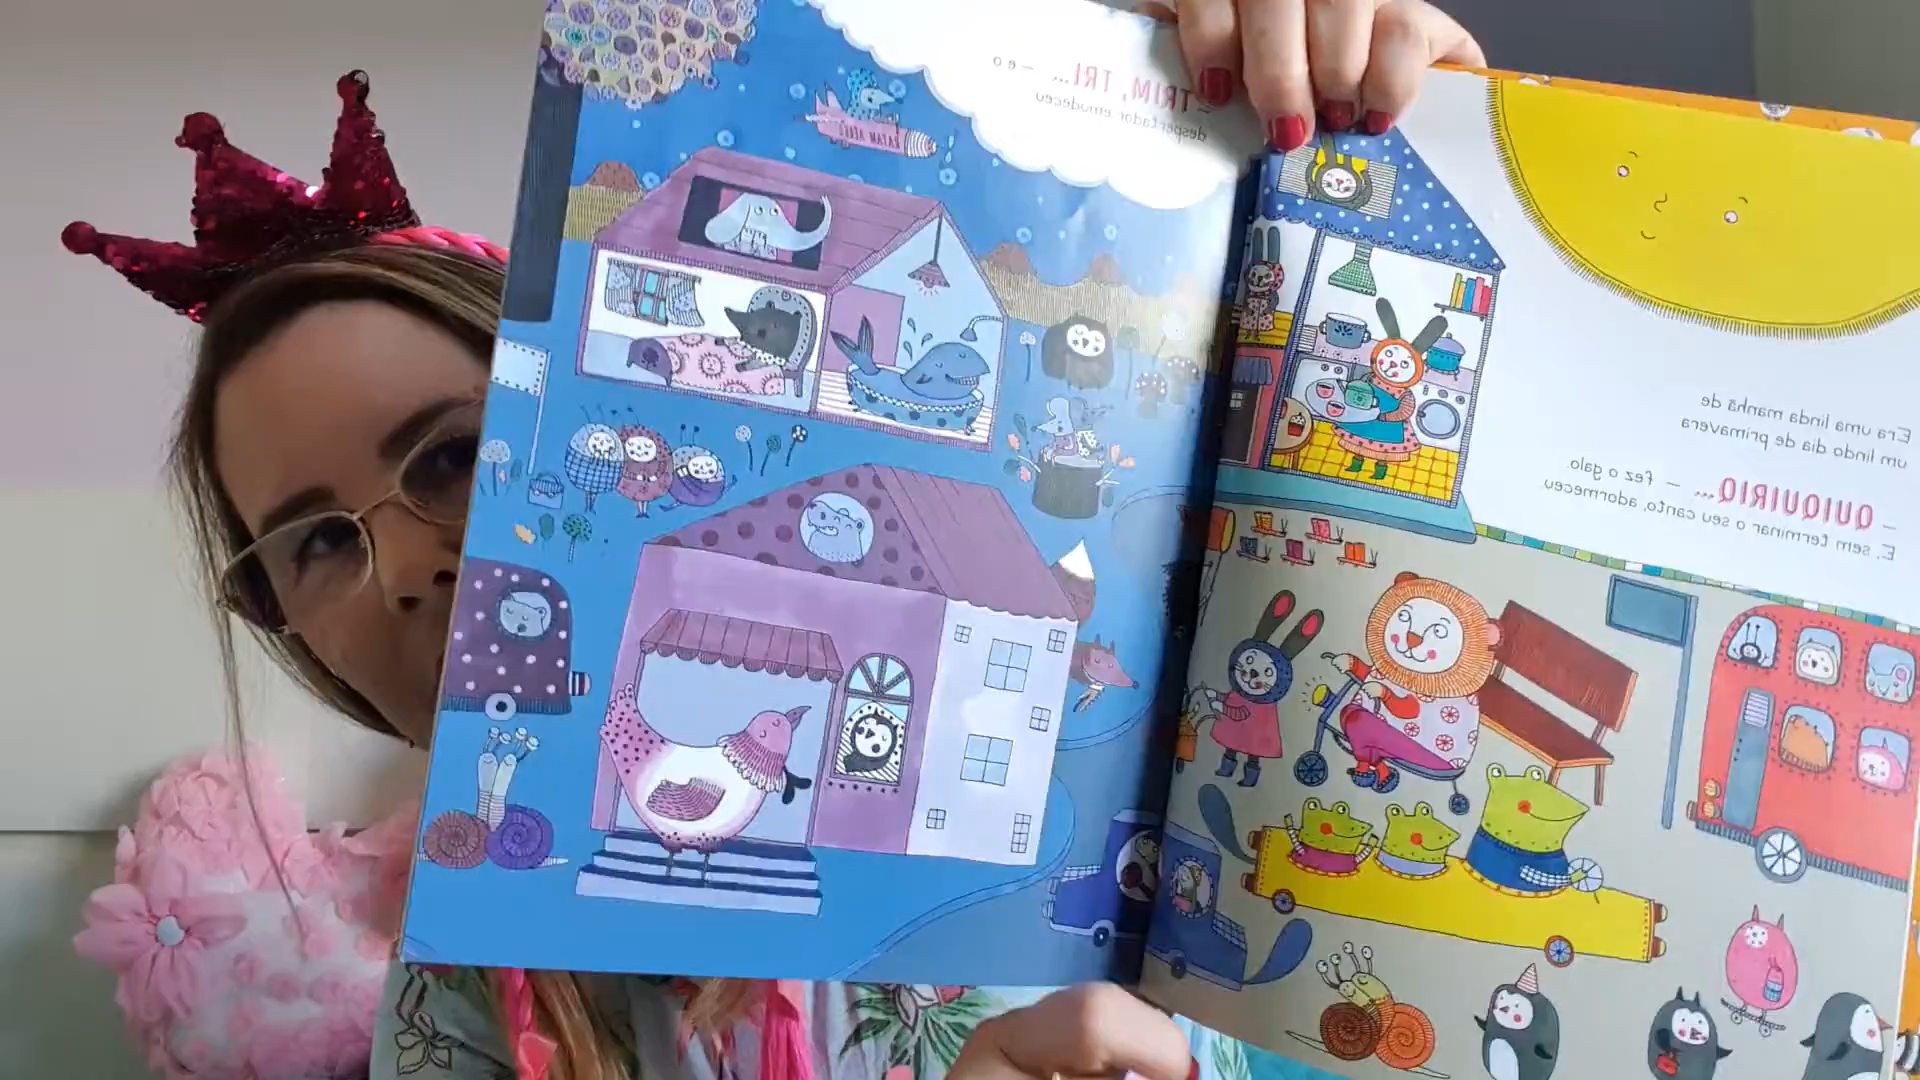 – TRIM, TRI... – e o
despertador emudeceu.
Era uma linda manhã de
um lindo dia de primavera
– QUIQUIRIQ... – fez o galo.
E, sem terminar o seu canto, adormeceu.